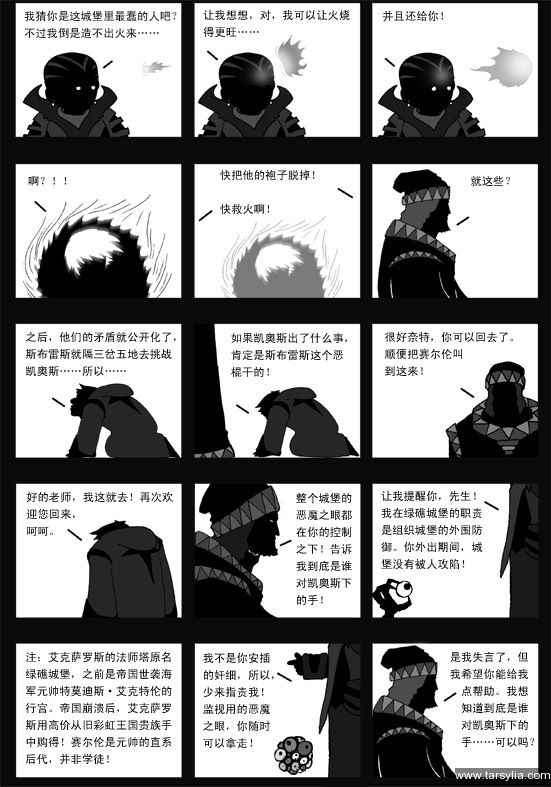 我猜你是这城堡里最蠢的人吧？
不过我倒是造不出火来……
让我想想，对，我可以让火烧
得更旺……
并且还给你！
啊？！！
快把他的袍子脱掉！
快救火啊！
就这些？
之后，他们的矛盾就公开化了，
斯布雷斯就隔三岔五地去挑战
凯奥斯……所以……
如果凯奥斯出了什么事，
肯定是斯布雷斯这个恶
棍干的！
很好奈特，你可以回去了。
顺便把赛尔伦叫
到这来！
好的老师，我这就去！再次欢
迎您回来，
呵呵。
整个城堡的
恶魔之眼都
在你的控制
之下！告诉
我到底是谁
对凯奥斯下
的手！
让我提醒你，先生！
我在绿礁城堡的职责
是组织城堡的外围防
御。你外出期间，城
堡没有被人攻陷！
注：艾克萨罗斯的法师塔原名
绿礁城堡，之前是帝国世袭海
军元帅特莫迪斯·艾克特伦的
行宫。帝国崩溃后，艾克萨罗
斯用高价从旧彩虹王国贵族手
中购得！赛尔伦是元帅的直系
后代，并非学徒！
我不是你安插
的奸细，所以，
少来指责我！
监视用的恶魔
之眼，你随时
可以拿走！
是我失言了，但
我希望你能给我
一点帮助。我想
知道到底是谁
对凯奥斯下的
手……可以吗？
www.tarsylia.com